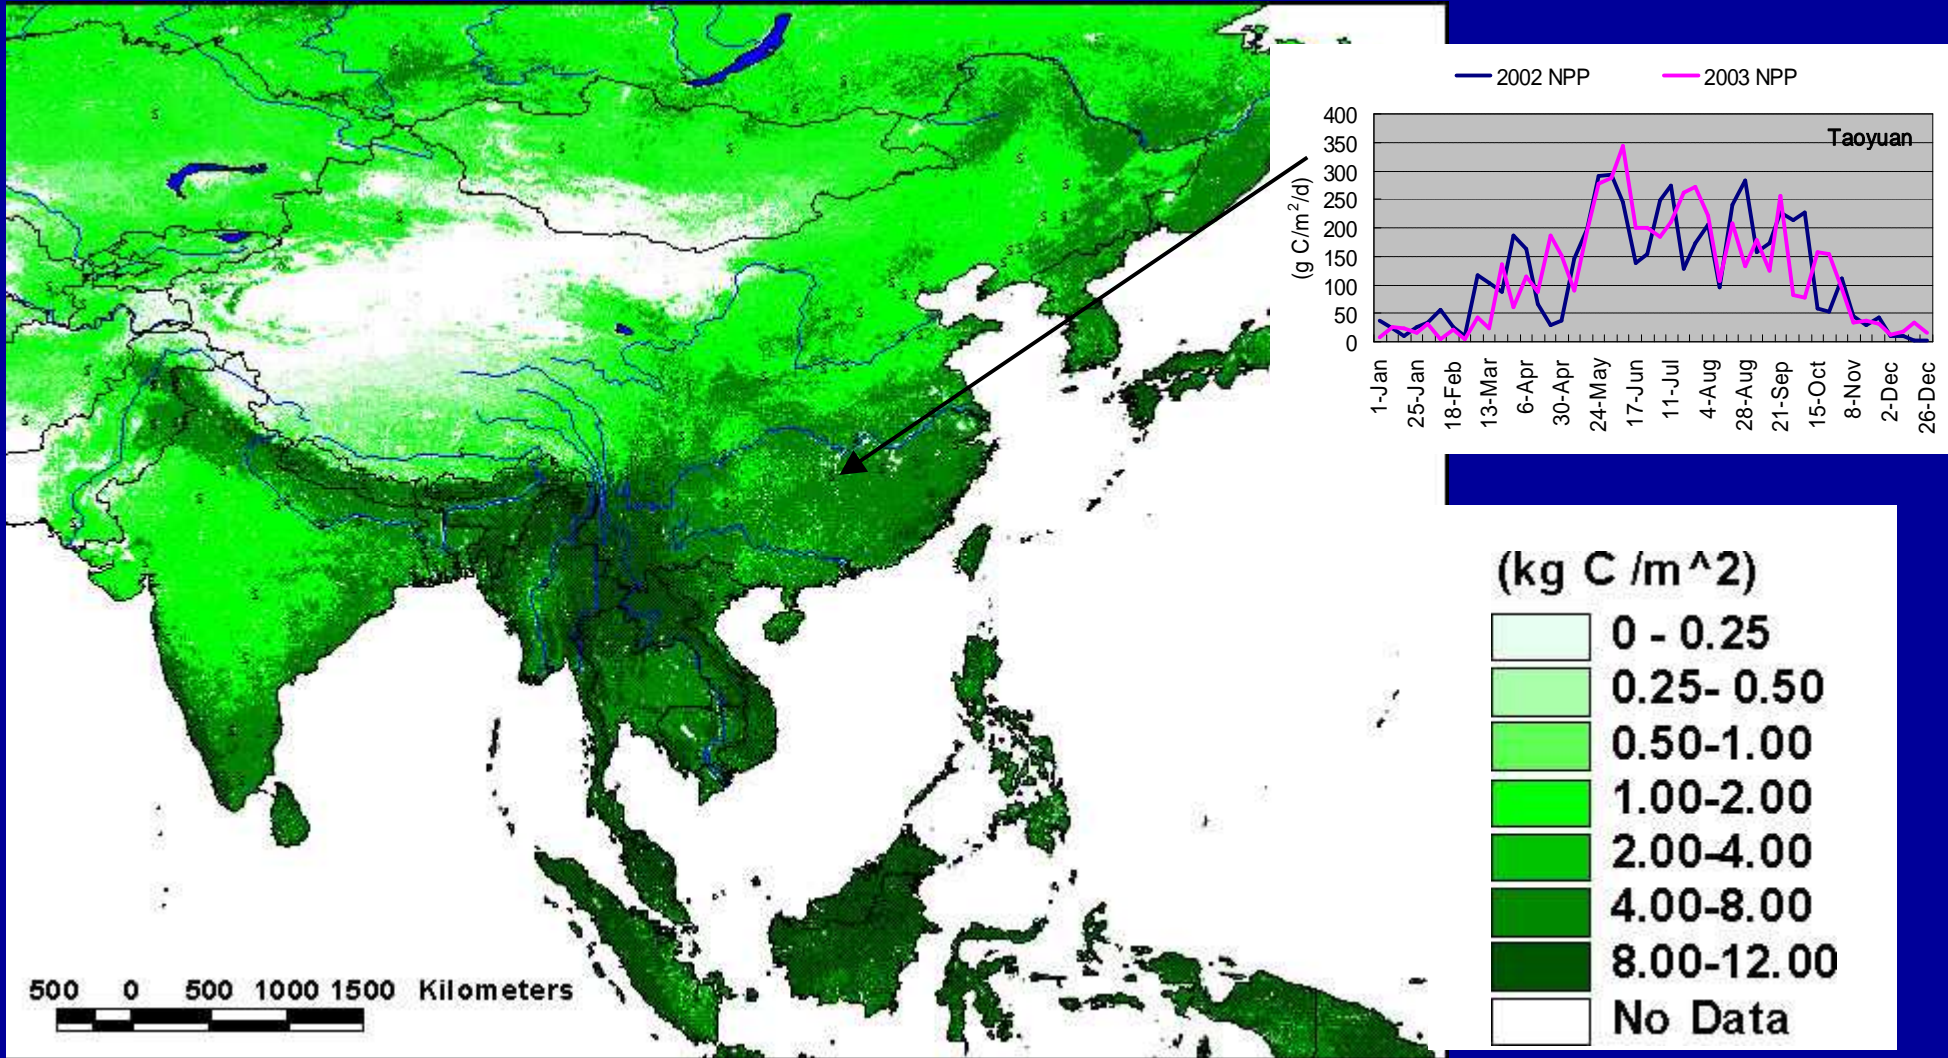 2002 NPP 2003 NPP
Taoyuan
(g C/m²/d)
400
350
300
250
200
150
100
50
0
1-Jan
25-Jan
18-Feb
13-Mar
6-Apr
30-Apr
24-May
17-Jun
11-Jul
4-Aug
28-Aug
21-Sep
15-Oct
8-Nov
2-Dec
26-Dec
(kg C /m^2)
0 - 0.25
0.25- 0.50
0.50-1.00
1.00-2.00
2.00-4.00
4.00-8.00
8.00-12.00
No Data
500 0 500 1000 1500 Kilometers